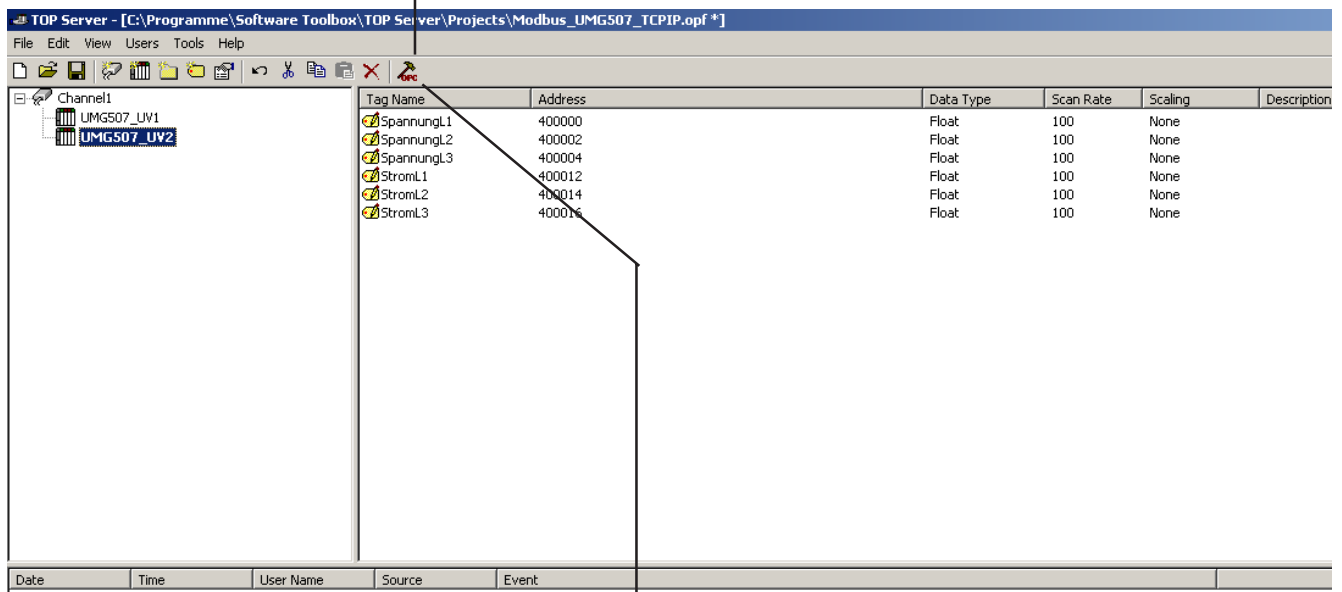 TOP Server - [C:\Programme\Software Toolbox\TOP Server\Projects\Modbus_UMG507_TCPIP.opf *]
File Edit View Users Tools Help
OPC
Channel1
UMG507_UV1
UMG507_UV2
Tag Name Address Data Type Scan Rate Scaling Description
SpannungL1 400000 Float 100 None
SpannungL2 400002 Float 100 None
SpannungL3 400004 Float 100 None
StromL1 400012 Float 100 None
StromL2 400014 Float 100 None
StromL3 400016 Float 100 None
Date Time User Name Source Event